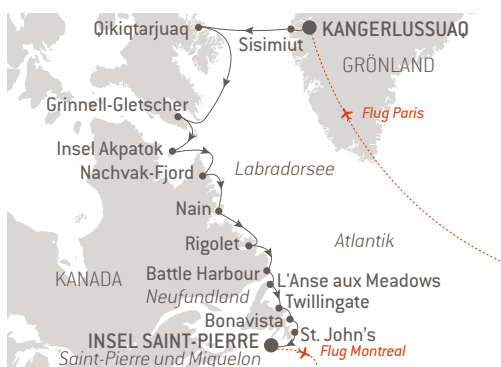 Qikiqtarjuaq
KANGERLUSSUAQ
Sisimiut
GRÖNLAND
Grinnell-Gletscher
Flug Paris
Insel Akpatok
Nachvak-Fjord
Labradorsee
Nain
Rigolet
Atlantik
Battle Harbour
KANADA
L'Anse aux Meadows
Neufundland
Twillingate
Bonavista
St. John's
INSEL SAINT-PIERRE
Flug Montreal
Saint-Pierre und Miquelon